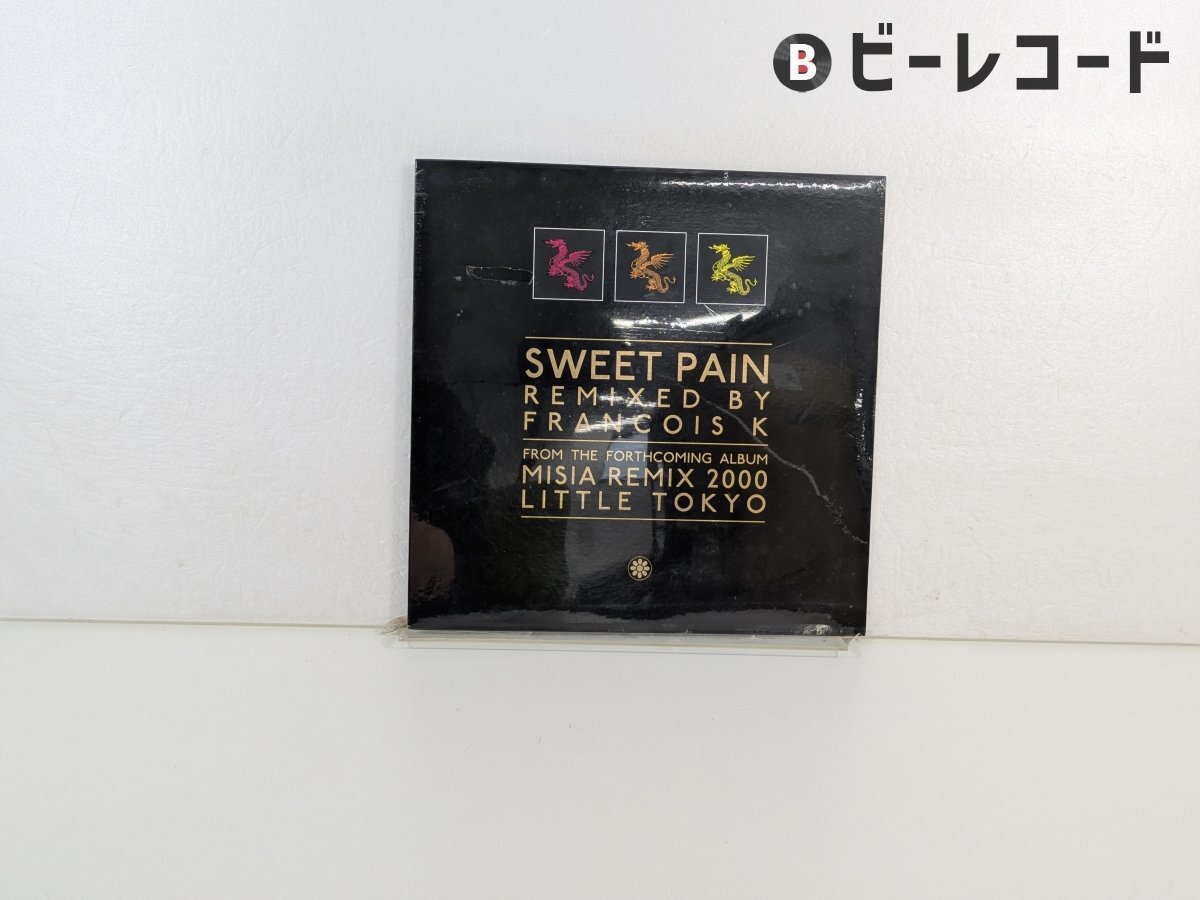 B ビーレコード
SWEET PAIN
REMIXED BY
FRANCOIS K
FROM THE FORTHCOMING ALBUM
MISIA REMIX 2000
LITTLE TOKYO